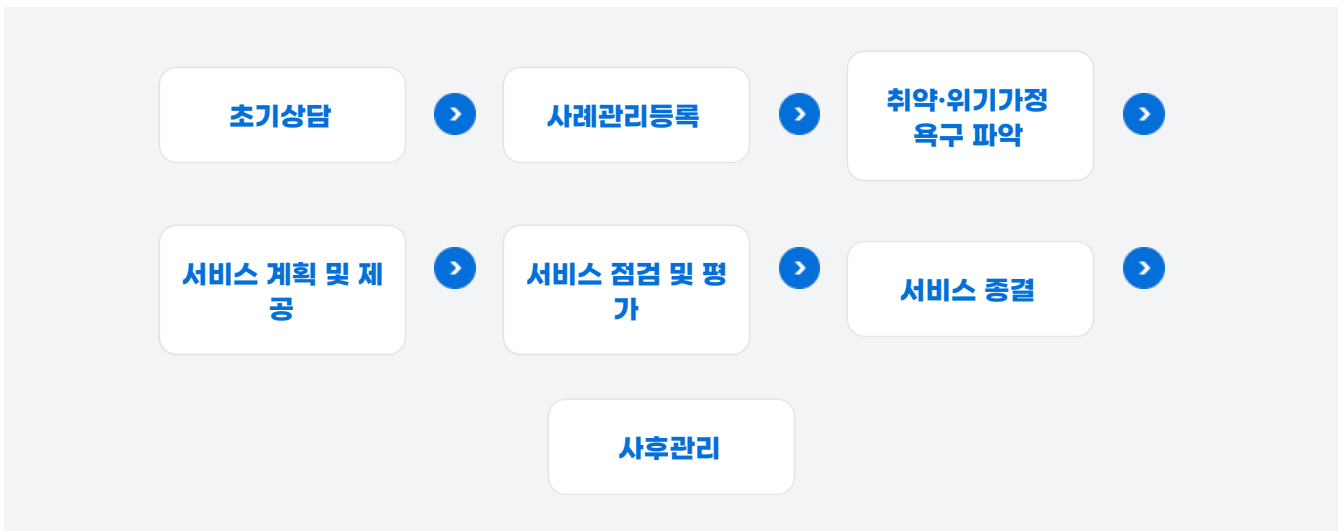 초기상담
사례관리등록
취약·위기가정
욕구 파악
서비스 계획 및 제
공
서비스 점검 및 평
가
서비스 종결
사후관리